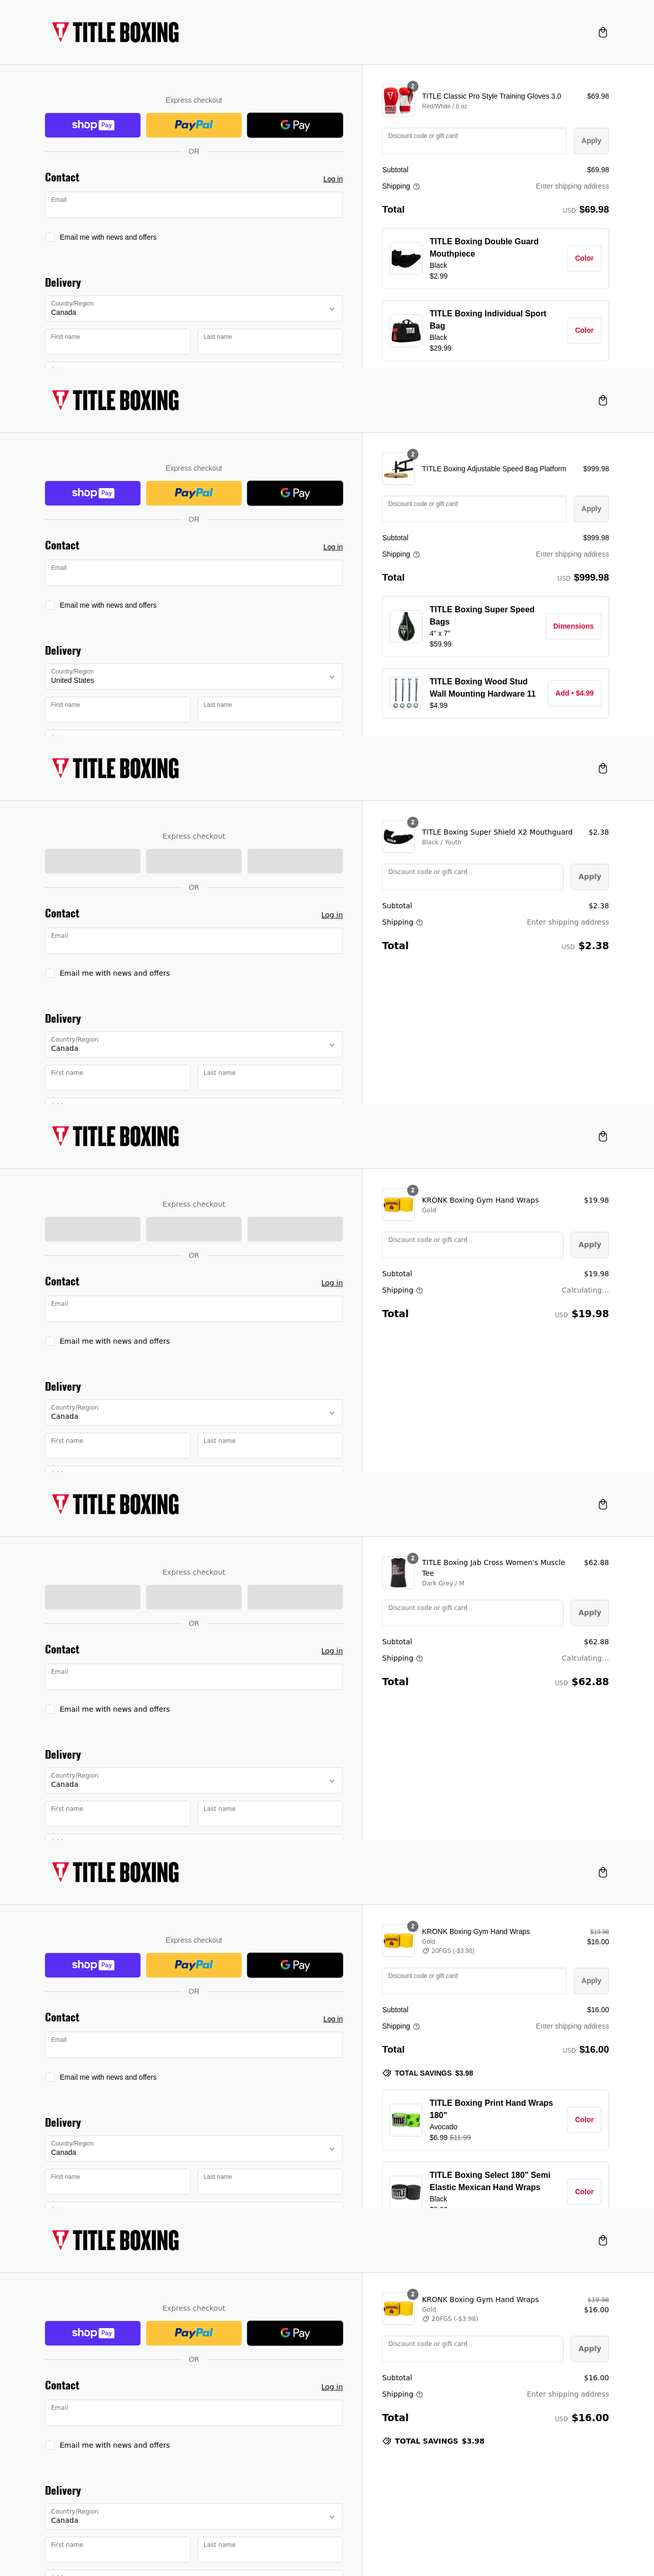 TITLE BOXING
Express checkout
shop Pay
PayPal
G Pay
OR
Contact
Log in
Email
Email me with news and offers
Delivery
Country/Region
Canada
First name
Last name
2
TITLE Classic Pro Style Training Gloves 3.0
$69.98
Red/White / 8 oz
Discount code or gift card
Apply
Subtotal
$69.98
Shipping
Enter shipping address
Total
USD $69.98
TITLE Boxing Double Guard
Mouthpiece
Black
$2.99
Color
TITLE Boxing Individual Sport
Bag
Black
$29.99
Color
TITLE BOXING
Express checkout
shop Pay
PayPal
G Pay
OR
Contact
Log in
Email
Email me with news and offers
Delivery
Country/Region
United States
First name
Last name
2
TITLE Boxing Adjustable Speed Bag Platform
$999.98
Discount code or gift card
Apply
Subtotal
$999.98
Shipping
Enter shipping address
Total
USD $999.98
TITLE Boxing Super Speed
Bags
4" x 7"
$59.99
Dimensions
TITLE Boxing Wood Stud
Wall Mounting Hardware 11
$4.99
Add • $4.99
TITLE BOXING
Express checkout
OR
Contact
Log in
Email
Email me with news and offers
Delivery
Country/Region
Canada
First name
Last name
2
TITLE Boxing Super Shield X2 Mouthguard
$2.38
Black / Youth
Discount code or gift card
Apply
Subtotal
$2.38
Shipping
Enter shipping address
Total
USD $2.38
TITLE BOXING
Express checkout
OR
Contact
Log in
Email
Email me with news and offers
Delivery
Country/Region
Canada
First name
Last name
2
KRONK Boxing Gym Hand Wraps
$19.98
Gold
Discount code or gift card
Apply
Subtotal
$19.98
Shipping
Calculating...
Total
USD $19.98
TITLE BOXING
Express checkout
OR
Contact
Log in
Email
Email me with news and offers
Delivery
Country/Region
Canada
First name
Last name
2
TITLE Boxing Jab Cross Women's Muscle
Tee
$62.88
Dark Grey / M
Discount code or gift card
Apply
Subtotal
$62.88
Shipping
Calculating...
Total
USD $62.88
TITLE BOXING
Express checkout
shop Pay
PayPal
G Pay
OR
Contact
Log in
Email
Email me with news and offers
Delivery
Country/Region
Canada
First name
Last name
2
KRONK Boxing Gym Hand Wraps
$19.98
Gold
$16.00
20FGS (-$3.98)
Discount code or gift card
Apply
Subtotal
$16.00
Shipping
Enter shipping address
Total
USD $16.00
TOTAL SAVINGS $3.98
TITLE Boxing Print Hand Wraps
180"
Avocado
$6.99 $11.99
Color
TITLE Boxing Select 180" Semi
Elastic Mexican Hand Wraps
Black
Color
TITLE BOXING
Express checkout
shop Pay
PayPal
G Pay
OR
Contact
Log in
Email
Email me with news and offers
Delivery
Country/Region
Canada
First name
Last name
2
KRONK Boxing Gym Hand Wraps
$19.98
Gold
$16.00
20FGS (-$3.98)
Discount code or gift card
Apply
Subtotal
$16.00
Shipping
Enter shipping address
Total
USD $16.00
TOTAL SAVINGS $3.98